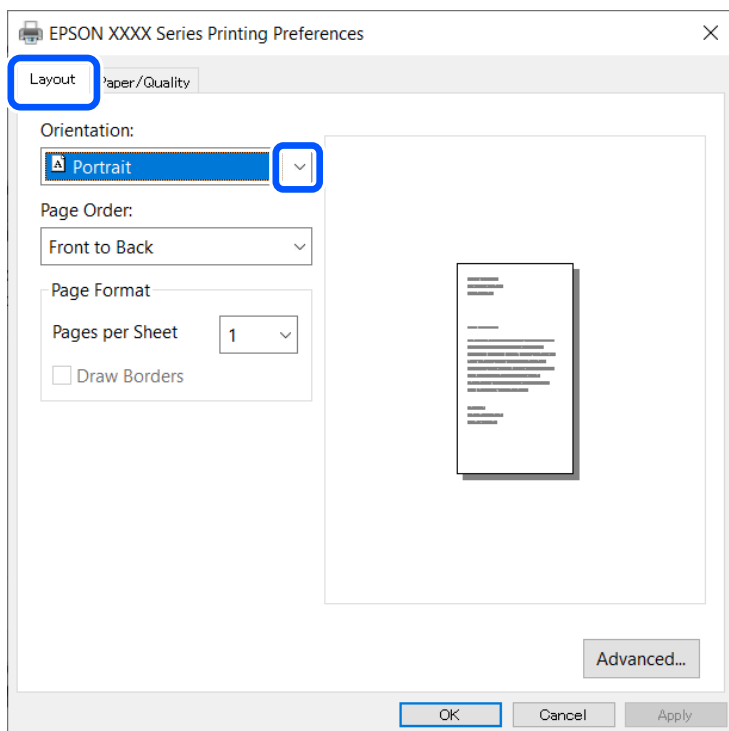 EPSON XXXX Series Printing Preferences
Layout
Paper/Quality
Orientation:
A Portrait
Page Order:
Front to Back
Page Format
Pages per Sheet 1
Draw Borders
Advanced...
OK Cancel Apply